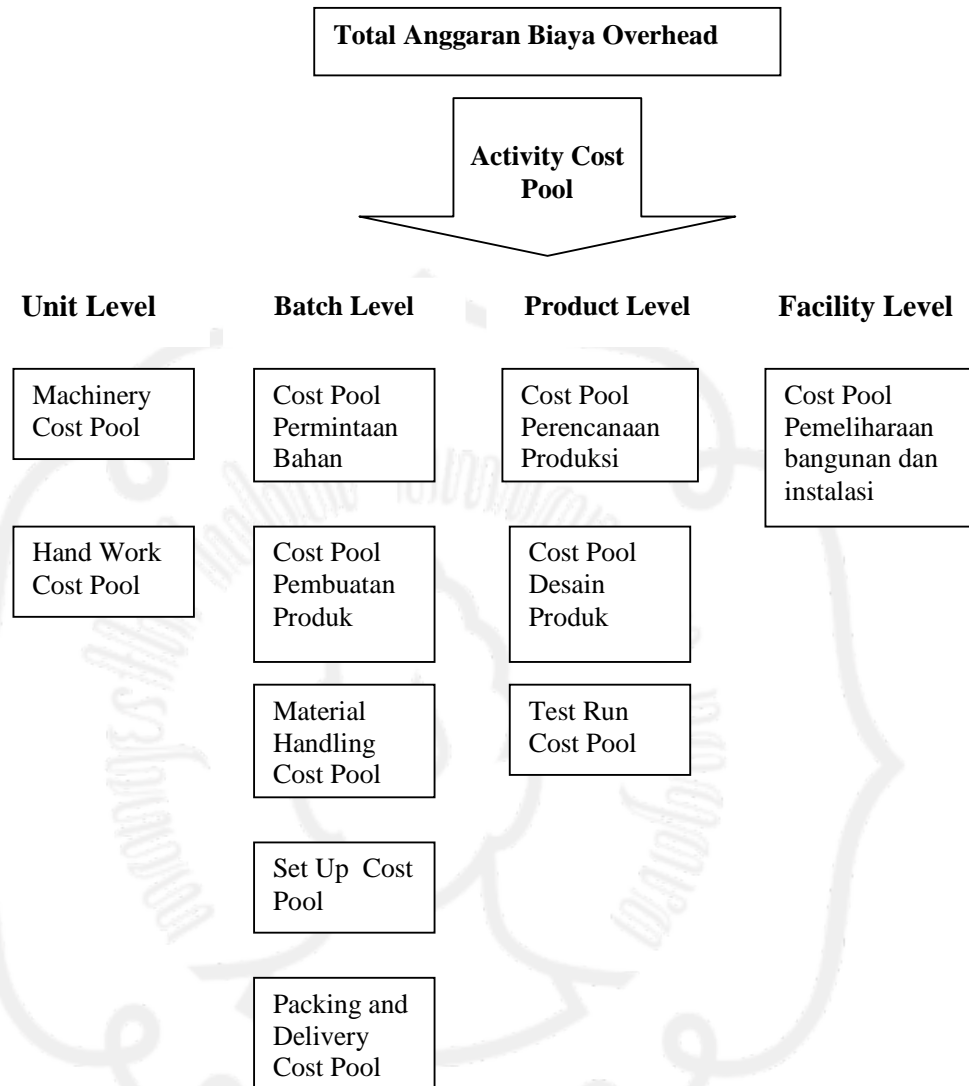 Total Anggaran Biaya Overhead
Activity Cost
Pool
Unit Level
Batch Level
Product Level
Facility Level
Machinery
Cost Pool
Hand Work
Cost Pool
Cost Pool
Permintaan
Bahan
Cost Pool
Pembuatan
Produk
Material
Handling
Cost Pool
Set Up Cost
Pool
Packing and
Delivery
Cost Pool
Cost Pool
Perencanaan
Produksi
Cost Pool
Desain
Produk
Test Run
Cost Pool
Cost Pool
Pemeliharaan
bangunan dan
instalasi